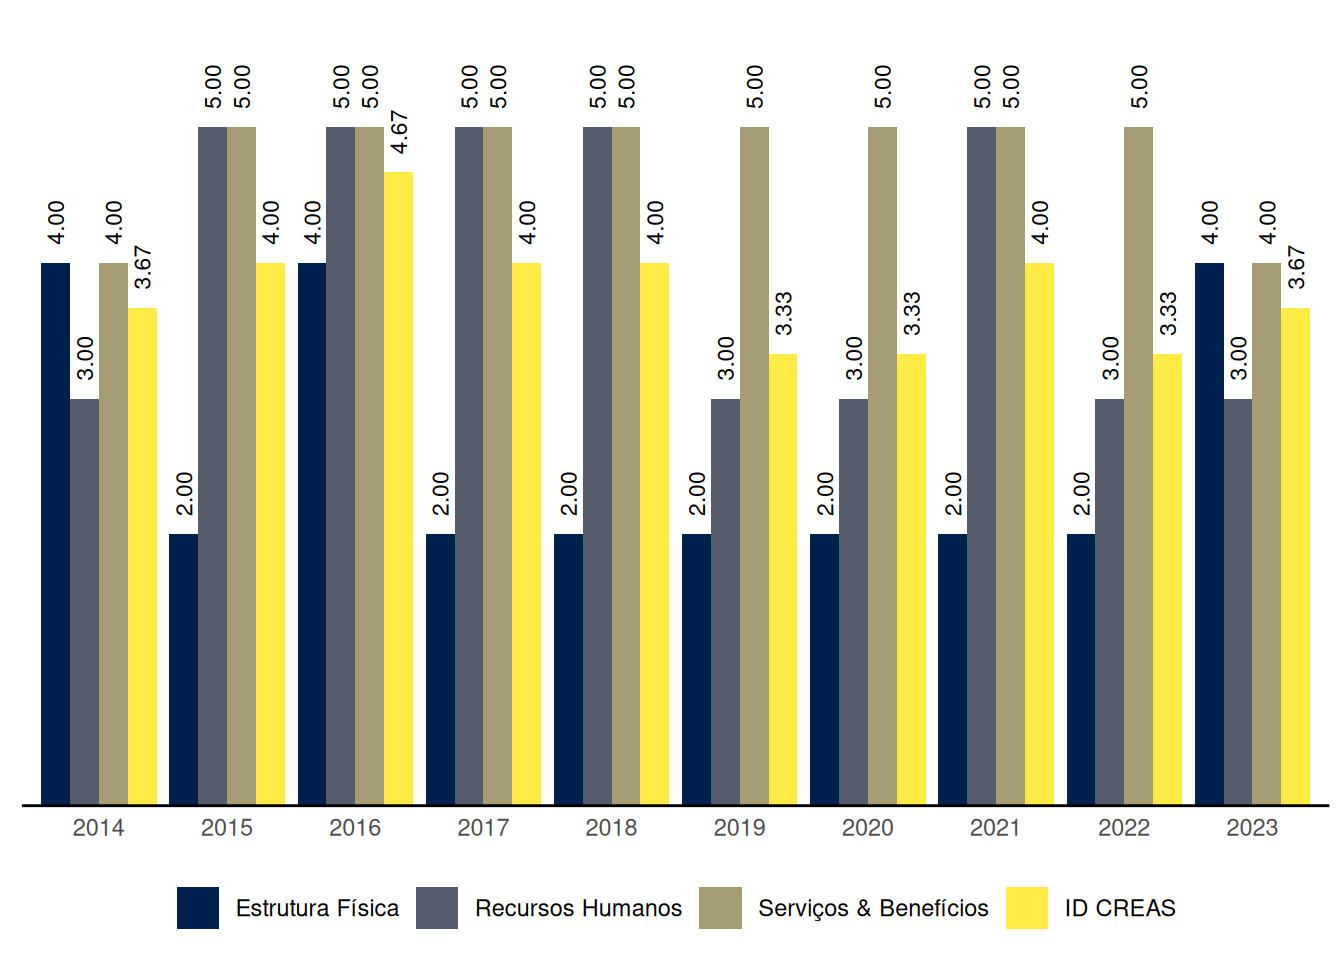 5.00 5.00 5.00 5.00 5.00 5.00 5.00 5.00 5.00 5.00 5.00 5.00 5.00
4.67
4.00 4.00 4.00 4.00 4.00 4.00 4.00 4.00 4.00
3.67 3.67
3.33 3.33 3.33
3.00 3.00 3.00 3.00 3.00
2.00 2.00 2.00 2.00 2.00 2.00 2.00
2014 2015 2016 2017 2018 2019 2020 2021 2022 2023
Estrutura Física Recursos Humanos Serviços & Benefícios ID CREAS